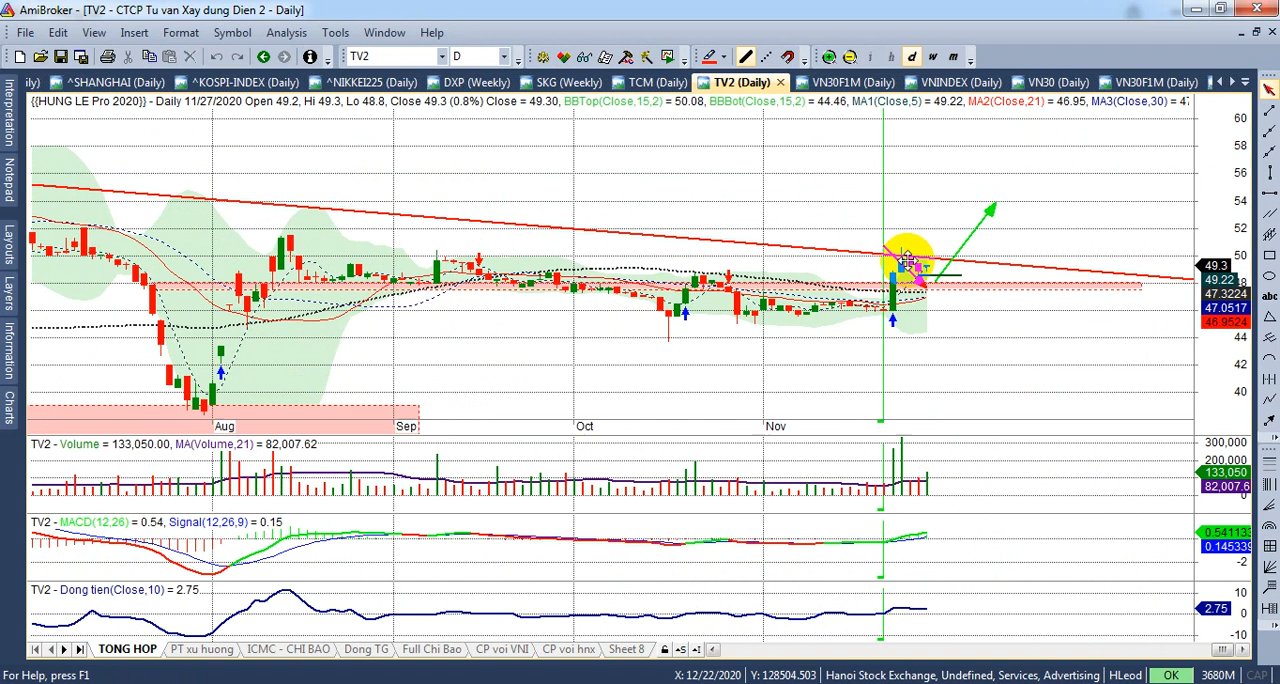 AmiBroker - [TV2 - CTCP Tu van Xay dung Dien 2 - Daily]
File Edit View Insert Format Symbol Analysis Tools Window Help
TV2 D i h d w m
ily) ^SHANGHAI (Daily) ^KOSPI-INDEX (Daily) ^NIKKEI225 (Daily) DXP (Weekly) SKG (Weekly) TCM (Daily) TV2 (Daily) VN30F1M (Daily) VNINDEX (Daily) VN30 (Daily) VN30F1M (Daily)
Interpretation
Notepad
Layouts
Layers
Information
Charts
{{HUNG LE Pro 2020}} - Daily 11/27/2020 Open 49.2, Hi 49.3, Lo 48.8, Close 49.3 (0.8%) Close = 49.30, BBTop(Close,15,2) = 50.08, BBBot(Close,15,2) = 44.46, MA1(Close,5) = 49.22, MA2(Close,21) = 46.95, MA3(Close,30) = 47
60
58
56
54
52
50
49.3
49.22
47.3224
47.0517
46.9524
44
42
40
abc
Aug Sep Oct Nov
TV2 - Volume = 133,050.00, MA(Volume,21) = 82,007.62
300,000
200,000
133,050
82,007.6
0
TV2 - MACD(12,26) = 0.54, Signal(12,26,9) = 0.15
0.541133
0.145339
-2
TV2 - Dong tien(Close,10) = 2.75
10
2.75
0
-10
TONG HOP PT xu huong ICMC - CHI BAO Dong TG Full Chi Bao CP voi VNI CP voi hnx Sheet 8
For Help, press F1 X: 12/22/2020 Y: 128504.503 Hanoi Stock Exchange, Undefined, Services, Advertising HLeod OK 3680M CAP